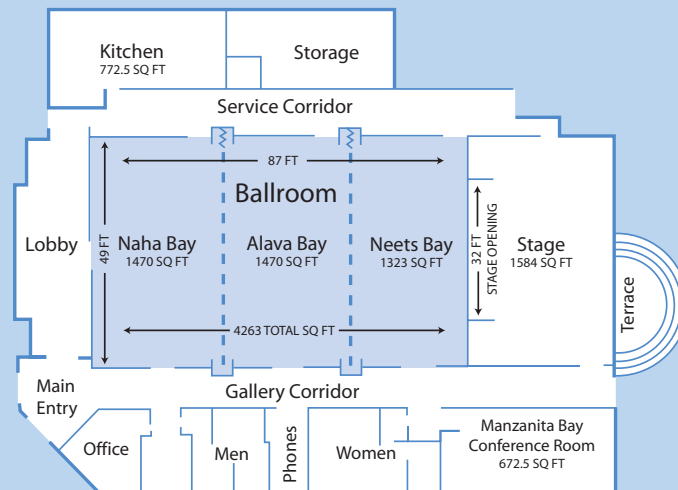 Kitchen
772.5 SQ FT
Storage
Service Corridor
87 FT
Ballroom
49 FT
Lobby
Naha Bay
1470 SQ FT
Alava Bay
1470 SQ FT
Neets Bay
1323 SQ FT
32 FT
STAGE OPENING
Stage
1584 SQ FT
Terrace
4263 TOTAL SQ FT
Main
Entry
Gallery Corridor
Office
Men
Phones
Women
Manzanita Bay
Conference Room
672.5 SQ FT